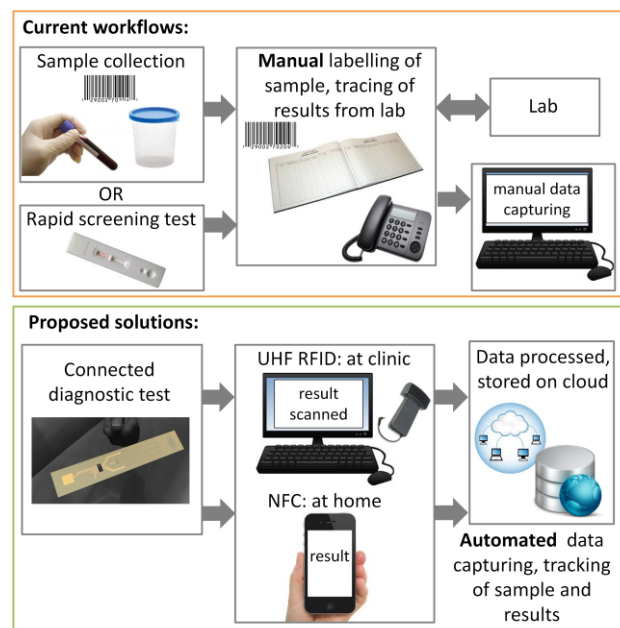 Current workflows:
Sample collection
OR
Rapid screening test
Manual labelling of
sample, tracing of
results from lab
Lab
manual data
capturing
Proposed solutions:
Connected
diagnostic test
UHF RFID: at clinic
result
scanned
NFC: at home
result
Data processed,
stored on cloud
Automated data
capturing, tracking
of sample and
results